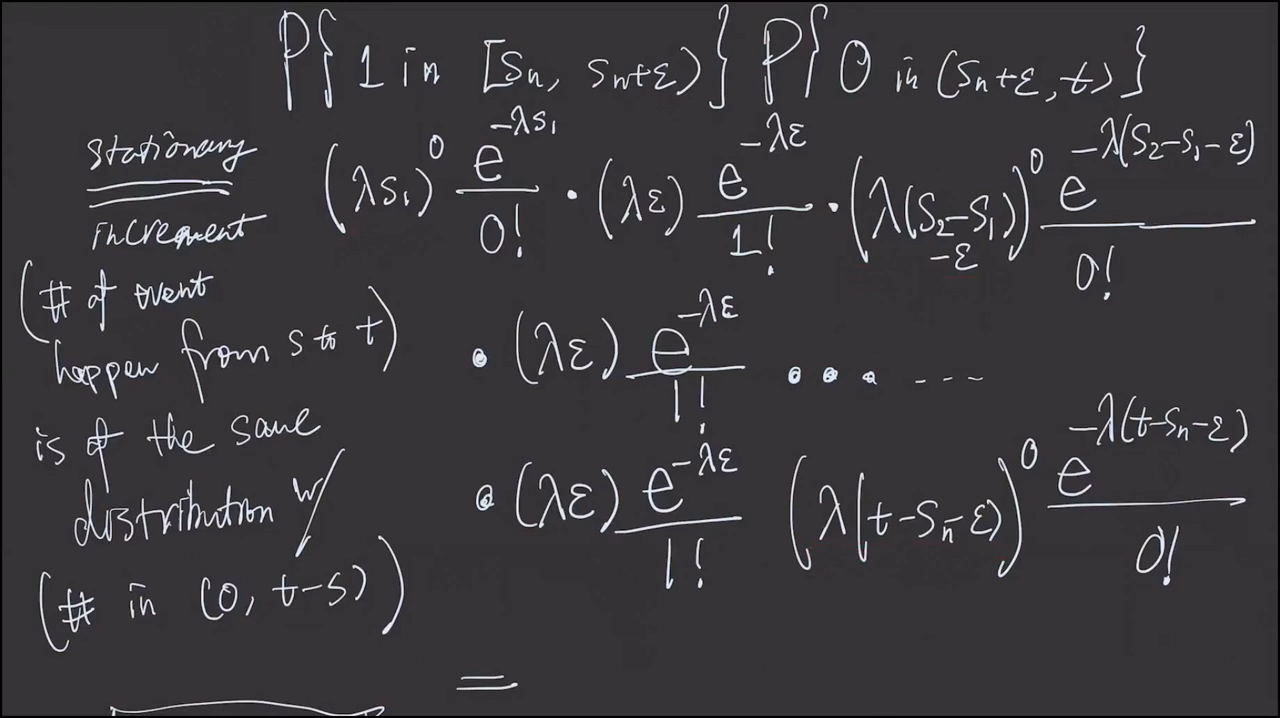 P{ 1 in [Sn, Sn+ε) } P{ 0 in (Sn+ε, t) }
stationary
increment
(# of event
happen from s to t)
is of the same
distribution w/
(# in (0, t-s))
(λS₁)⁰ e^{-λS₁}/0! · (λε) e^{-λε}/1! · (λ(S₂-S₁-ε))⁰ e^{-λ(S₂-S₁-ε)}/0!
· (λε) e^{-λε}/1! · · · - - -
· (λε) e^{-λε}/1! (λ(t-Sn-ε))⁰ e^{-λ(t-Sn-ε)}/0!
=